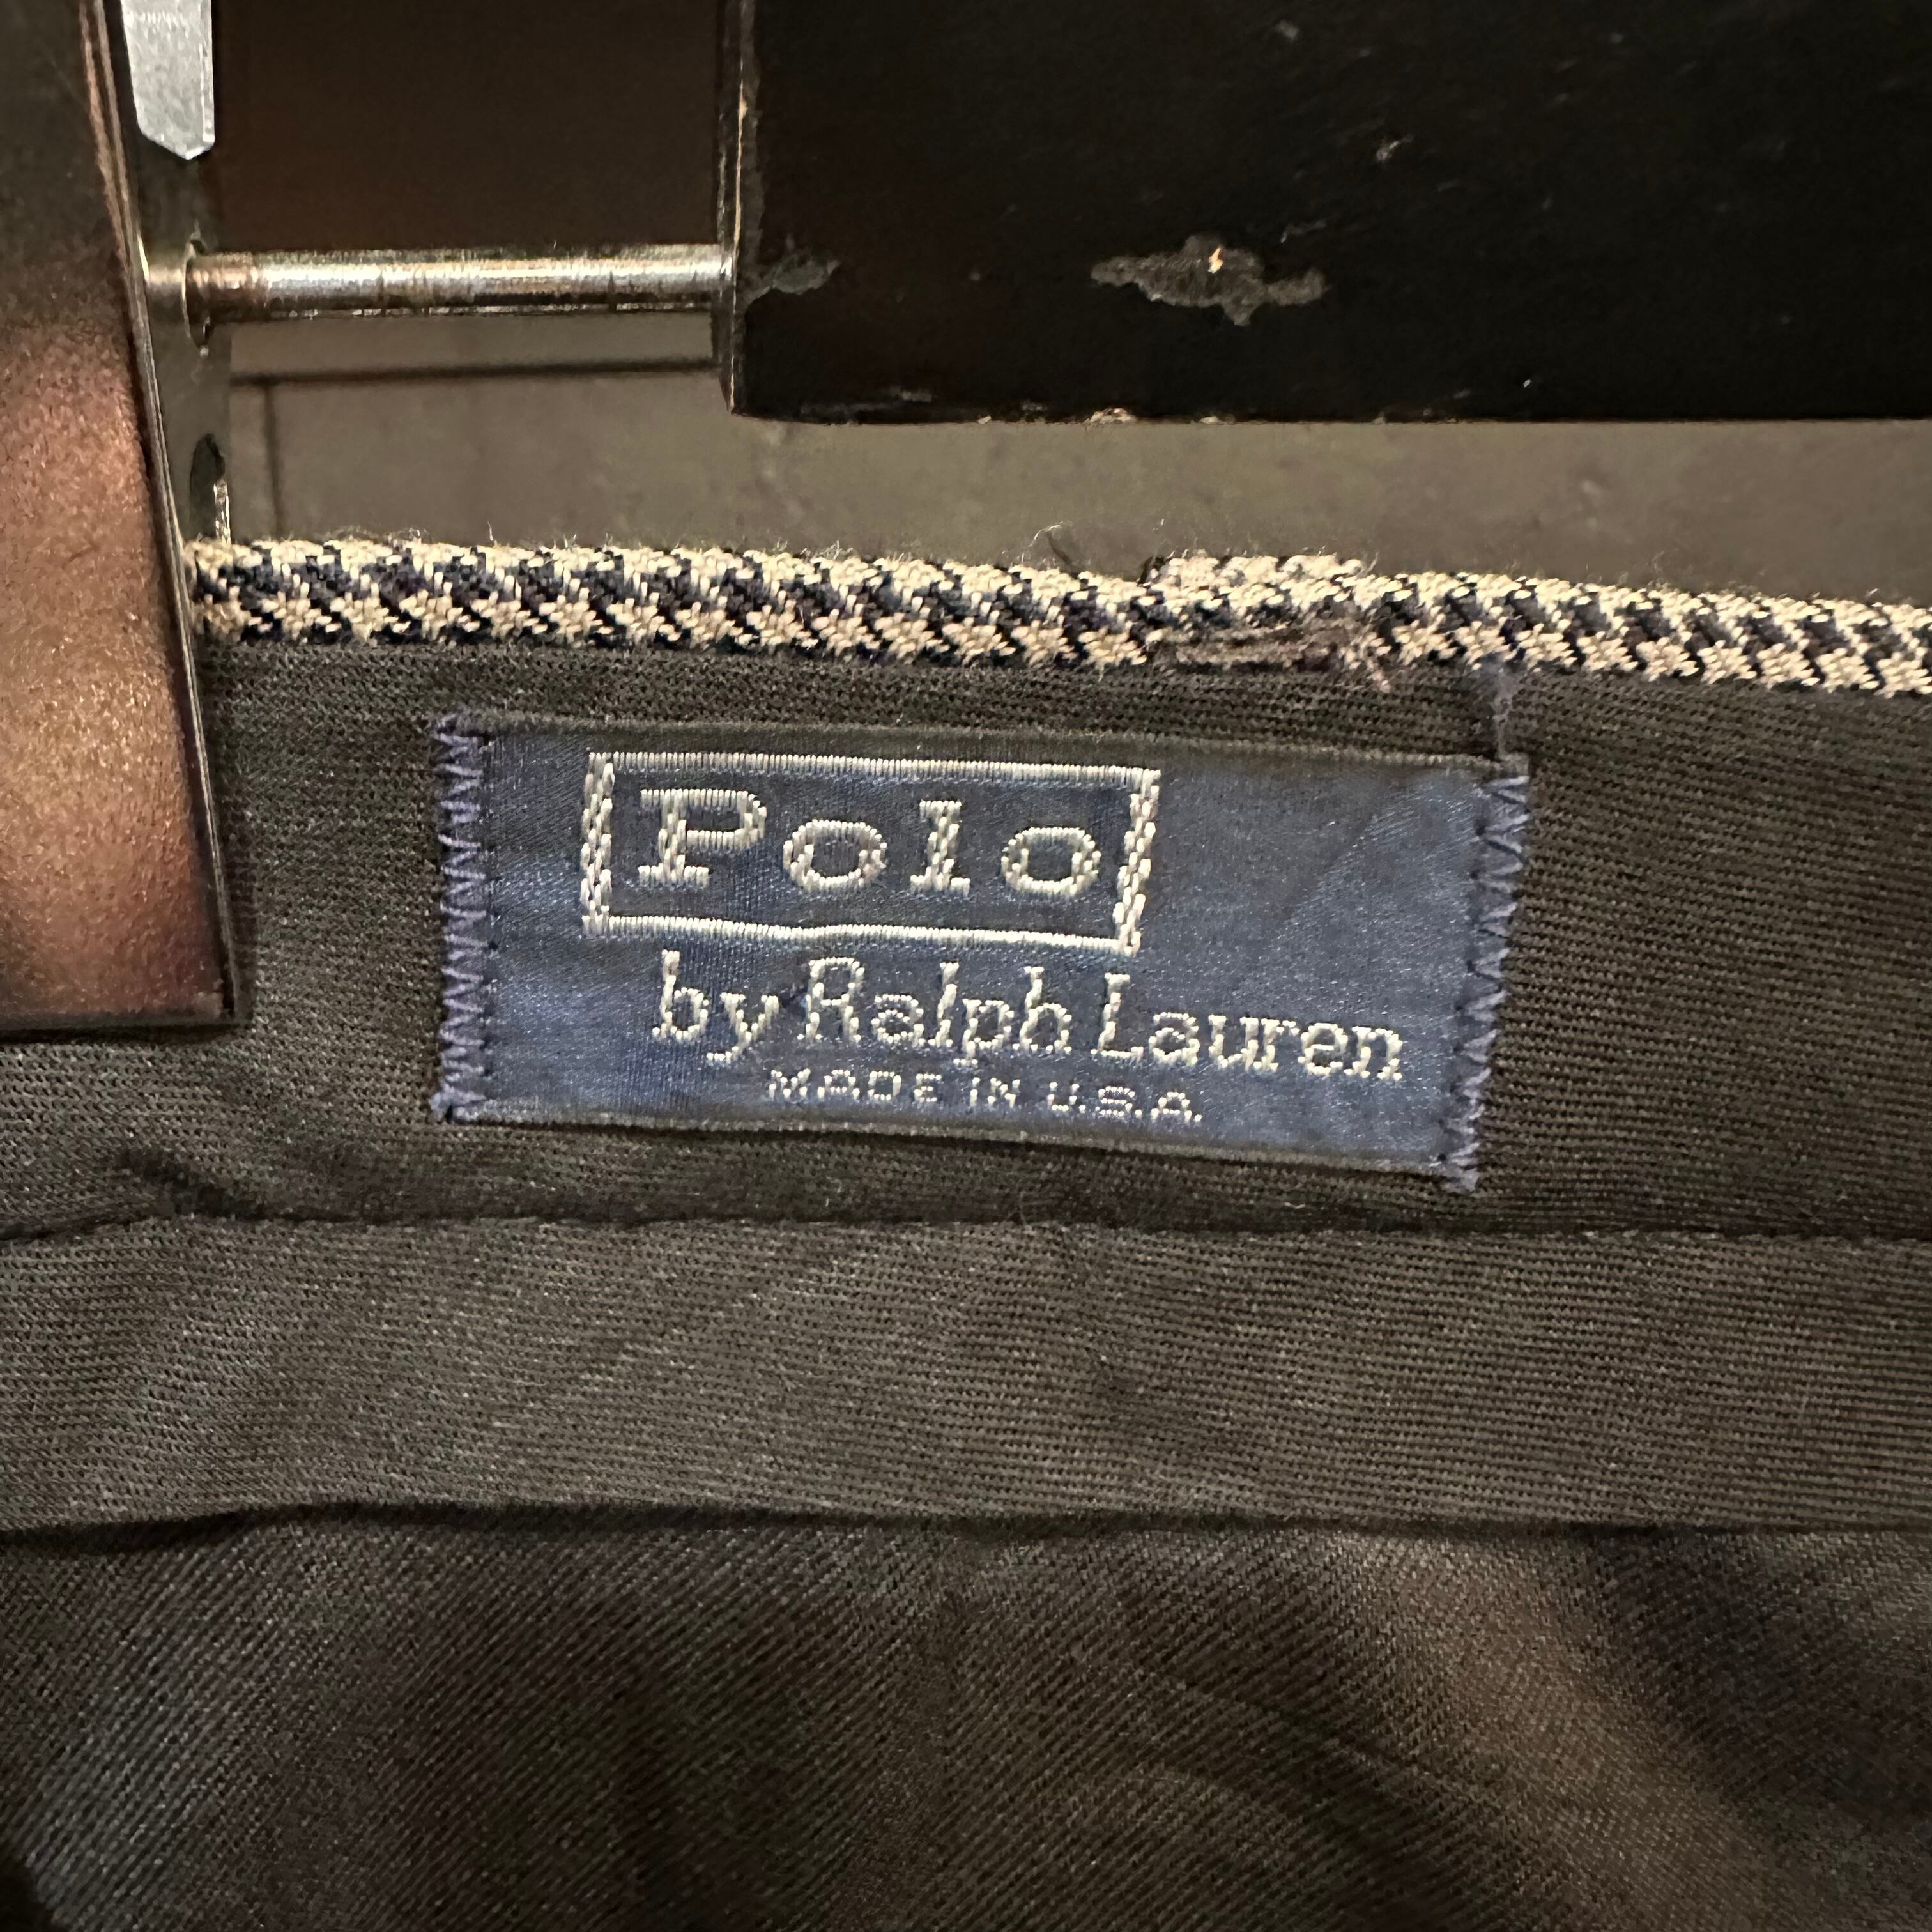 Polo
by Ralph Lauren
MADE IN U.S.A.